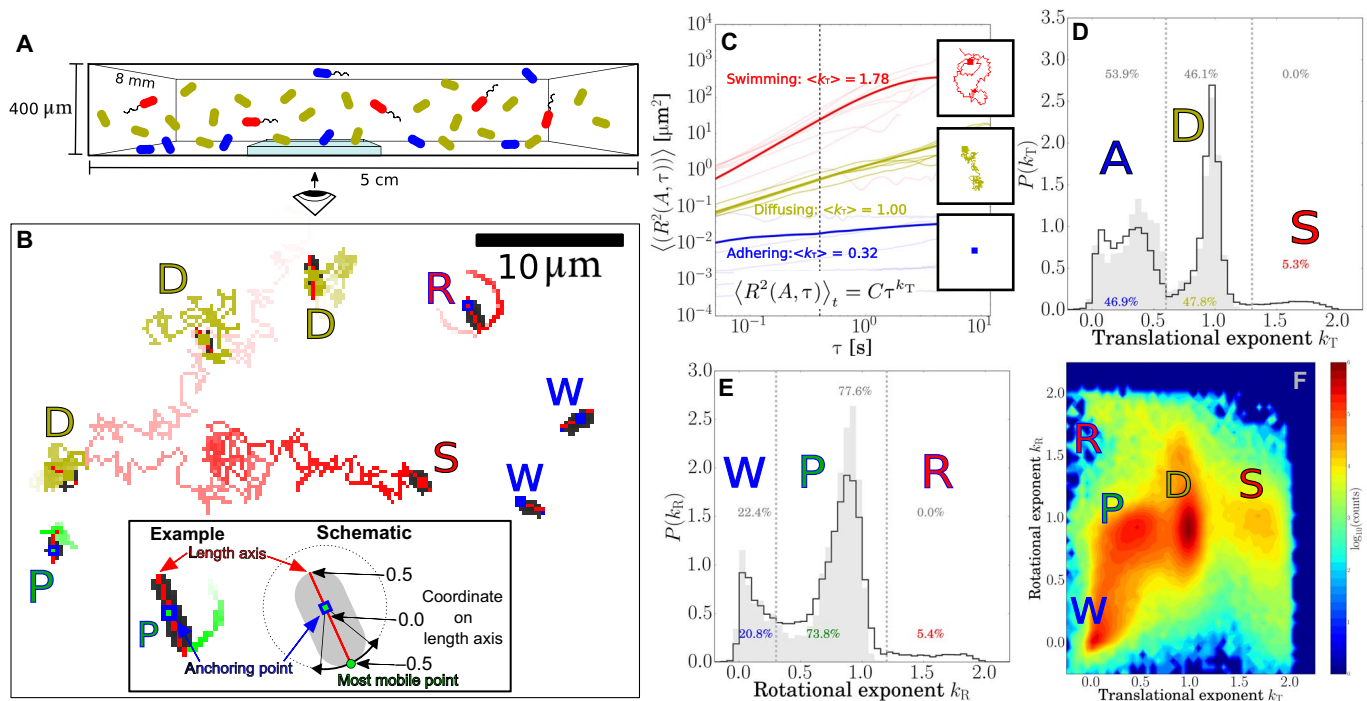 A
8 mm
400 μm
5 cm
B
10 μm
D
D
D
R
W
W
S
P
Example
Schematic
Length axis
0.5
Coordinate
0.0
on
length axis
P
Anchoring point
-0.5
Most mobile point
C
10⁴
10³
10²
10¹
10⁰
10⁻¹
10⁻²
10⁻³
10⁻⁴
⟨(R²(A, τ)))⟩ [μm²]
Swimming: <k_T> = 1.78
Diffusing: <k_T> = 1.00
Adhering:<k_T> = 0.32
⟨R²(A, τ)⟩_t = Cτ^{k_T}
10⁻¹
10⁰
10¹
τ [s]
D
3.5
3.0
2.5
2.0
1.5
1.0
0.5
0.0
P(k_T)
53.9%
46.1%
0.0%
A
D
S
46.9%
47.8%
5.3%
0.0
0.5
1.0
1.5
2.0
Translational exponent k_T
E
3.0
2.5
2.0
1.5
1.0
0.5
0.0
P(k_R)
77.6%
W
P
R
22.4%
0.0%
20.8%
73.8%
5.4%
0.0
0.5
1.0
1.5
2.0
Rotational exponent k_R
F
2.0
1.5
1.0
0.5
0.0
Rotational exponent k_R
R
P
D
S
W
0.0
0.5
1.0
1.5
2.0
Translational exponent k_T
log₁₀(counts)